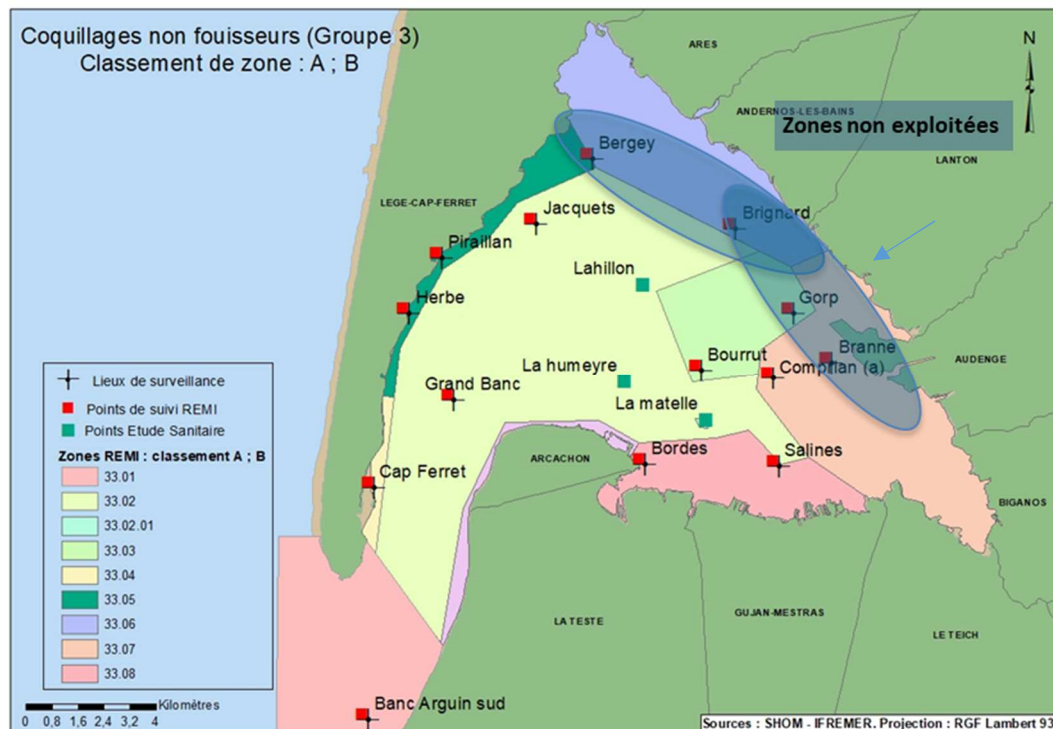 Coquillages non fouisseurs (Groupe 3)
Classement de zone : A ; B
N
ARES
ANDERNOS-LES-BAINS
Zones non exploitées
LANTON
Bergey
LEGE-CAP-FERRET
Jacquets
Brignard
Piraillan
Lahillon
Herbe
Gorp
Branne
Bourrut
Comprian (a)
AUDENGE
La humeyre
Grand Banc
La matelle
Bordes
Salines
ARCACHON
Cap Ferret
BIGANOS
LA TESTE
GUJAN-MESTRAS
LE TEICH
Banc Arguin sud
Lieux de surveillance
Points de suivi REMI
Points Etude Sanitaire
Zones REMI : classement A ; B
33.01
33.02
33.02.01
33.03
33.04
33.05
33.06
33.07
33.08
Kilomètres
0 0,8 1,6 2,4 3,2 4
Sources : SHOM - IFREMER. Projection : RGF Lambert 93